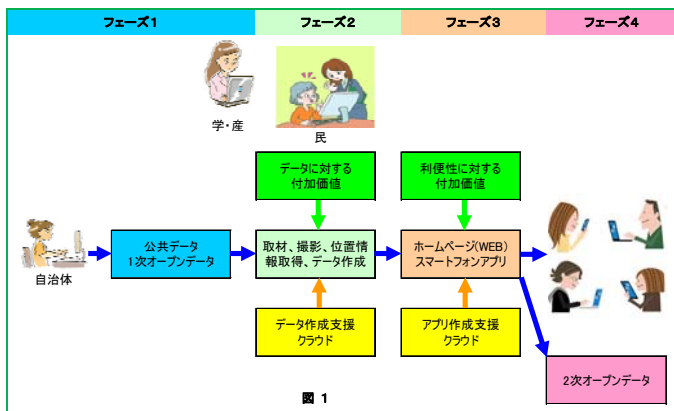 フェーズ1
フェーズ2
フェーズ3
フェーズ4
学・産
民
データに対する
付加価値
利便性に対する
付加価値
自治体
公共データ
1次オープンデータ
取材、撮影、位置情
報取得、データ作成
ホームページ(WEB)
スマートフォンアプリ
データ作成支援
クラウド
アプリ作成支援
クラウド
2次オープンデータ
図 1